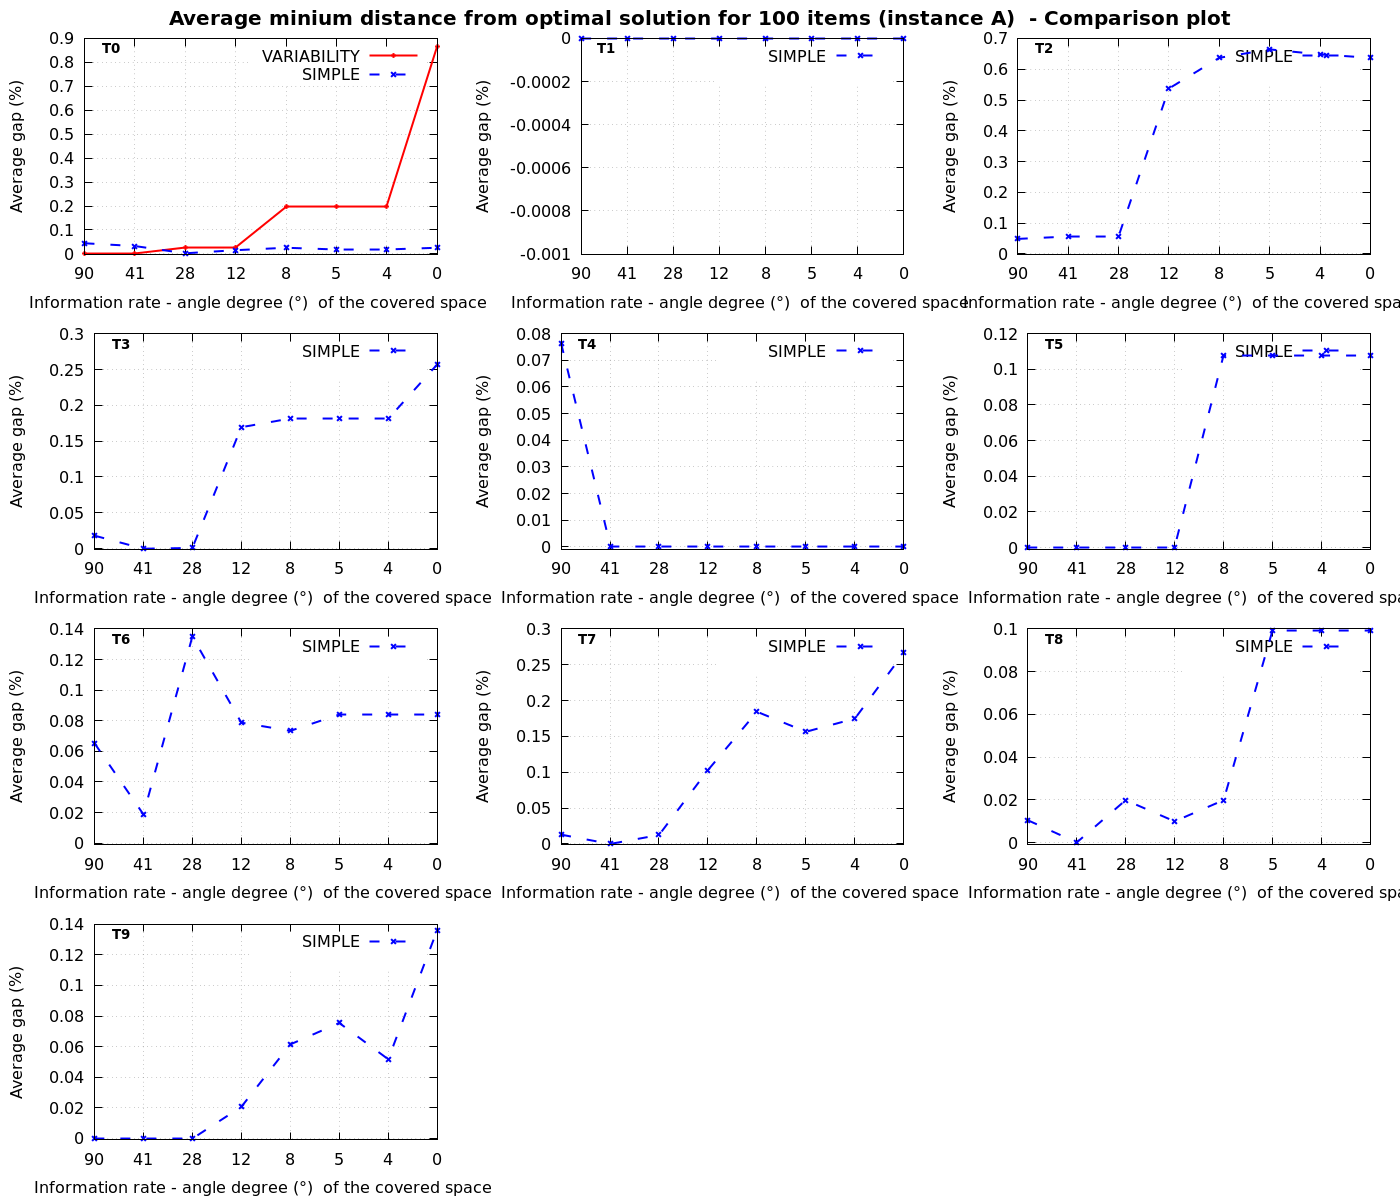 Average minium distance from optimal solution for 100 items (instance A)  - Comparison plot
T0
VARIABILITY
SIMPLE
Average gap (%)
0.9
0.8
0.7
0.6
0.5
0.4
0.3
0.2
0.1
0
90 41 28 12 8 5 4 0
Information rate - angle degree (°)  of the covered space
T1
SIMPLE
Average gap (%)
0
-0.0002
-0.0004
-0.0006
-0.0008
-0.001
90 41 28 12 8 5 4 0
Information rate - angle degree (°)  of the covered space
T2
SIMPLE
Average gap (%)
0.7
0.6
0.5
0.4
0.3
0.2
0.1
0
90 41 28 12 8 5 4 0
Information rate - angle degree (°)  of the covered spa
T3
SIMPLE
Average gap (%)
0.3
0.25
0.2
0.15
0.1
0.05
0
90 41 28 12 8 5 4 0
Information rate - angle degree (°)  of the covered space
T4
SIMPLE
Average gap (%)
0.08
0.07
0.06
0.05
0.04
0.03
0.02
0.01
0
90 41 28 12 8 5 4 0
Information rate - angle degree (°)  of the covered space
T5
SIMPLE
Average gap (%)
0.12
0.1
0.08
0.06
0.04
0.02
0
90 41 28 12 8 5 4 0
Information rate - angle degree (°)  of the covered spa
T6
SIMPLE
Average gap (%)
0.14
0.12
0.1
0.08
0.06
0.04
0.02
0
90 41 28 12 8 5 4 0
Information rate - angle degree (°)  of the covered space
T7
SIMPLE
Average gap (%)
0.3
0.25
0.2
0.15
0.1
0.05
0
90 41 28 12 8 5 4 0
Information rate - angle degree (°)  of the covered space
T8
SIMPLE
Average gap (%)
0.1
0.08
0.06
0.04
0.02
0
90 41 28 12 8 5 4 0
Information rate - angle degree (°)  of the covered spa
T9
SIMPLE
Average gap (%)
0.14
0.12
0.1
0.08
0.06
0.04
0.02
0
90 41 28 12 8 5 4 0
Information rate - angle degree (°)  of the covered space